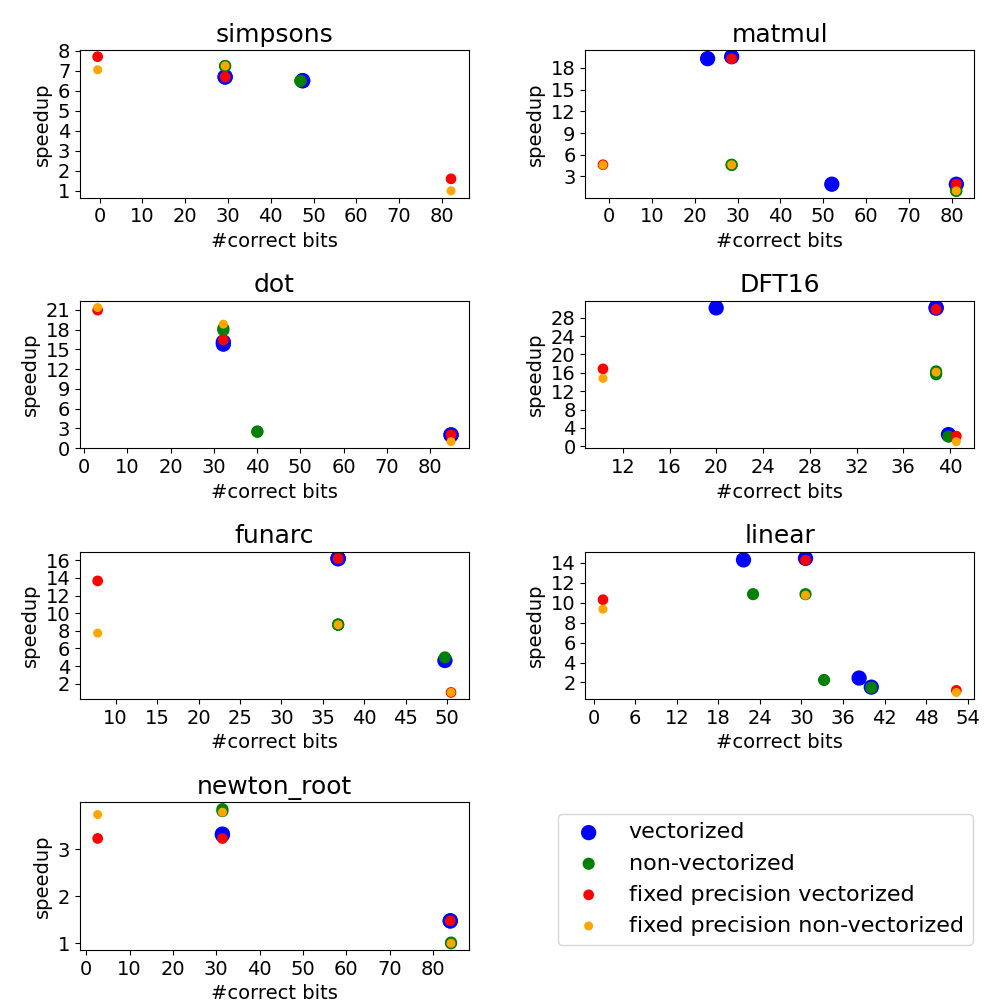 simpsons
8
7
6
5
4
3
2
1
speedup
0 10 20 30 40 50 60 70 80
#correct bits
matmul
18
15
12
9
6
3
speedup
0 10 20 30 40 50 60 70 80
#correct bits
dot
21
18
15
12
9
6
3
0
speedup
0 10 20 30 40 50 60 70 80
#correct bits
DFT16
28
24
20
16
12
8
4
0
speedup
12 16 20 24 28 32 36 40
#correct bits
funarc
16
14
12
10
8
6
4
2
speedup
10 15 20 25 30 35 40 45 50
#correct bits
linear
14
12
10
8
6
4
2
speedup
0 6 12 18 24 30 36 42 48 54
#correct bits
newton_root
3
2
1
speedup
0 10 20 30 40 50 60 70 80
#correct bits
vectorized
non-vectorized
fixed precision vectorized
fixed precision non-vectorized